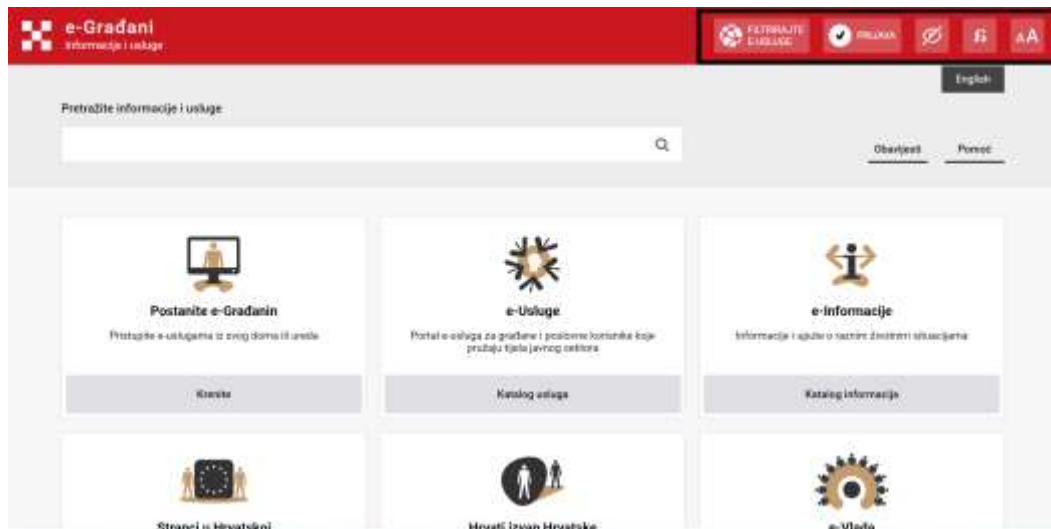 e-Građani
Informacije i usluge
FILTRIRAJTE
E-USLUGE
PRIJAVA
AA
English
Pretražite informacije i usluge
Obavijesti
Pomoć
Postanite e-Građanin
Pristupite e-uslugama iz svog doma ili ureda
Krenite
e-Usluge
Portal e-usluga za građane i poslovne korisnike koje
pružaju tijela javnog sektora
Katalog usluga
e-Informacije
Informacije i upute o raznim životnim situacijama
Katalog informacija
Stranci u Hrvatskoj
Hrvati izvan Hrvatske
e-Vlada